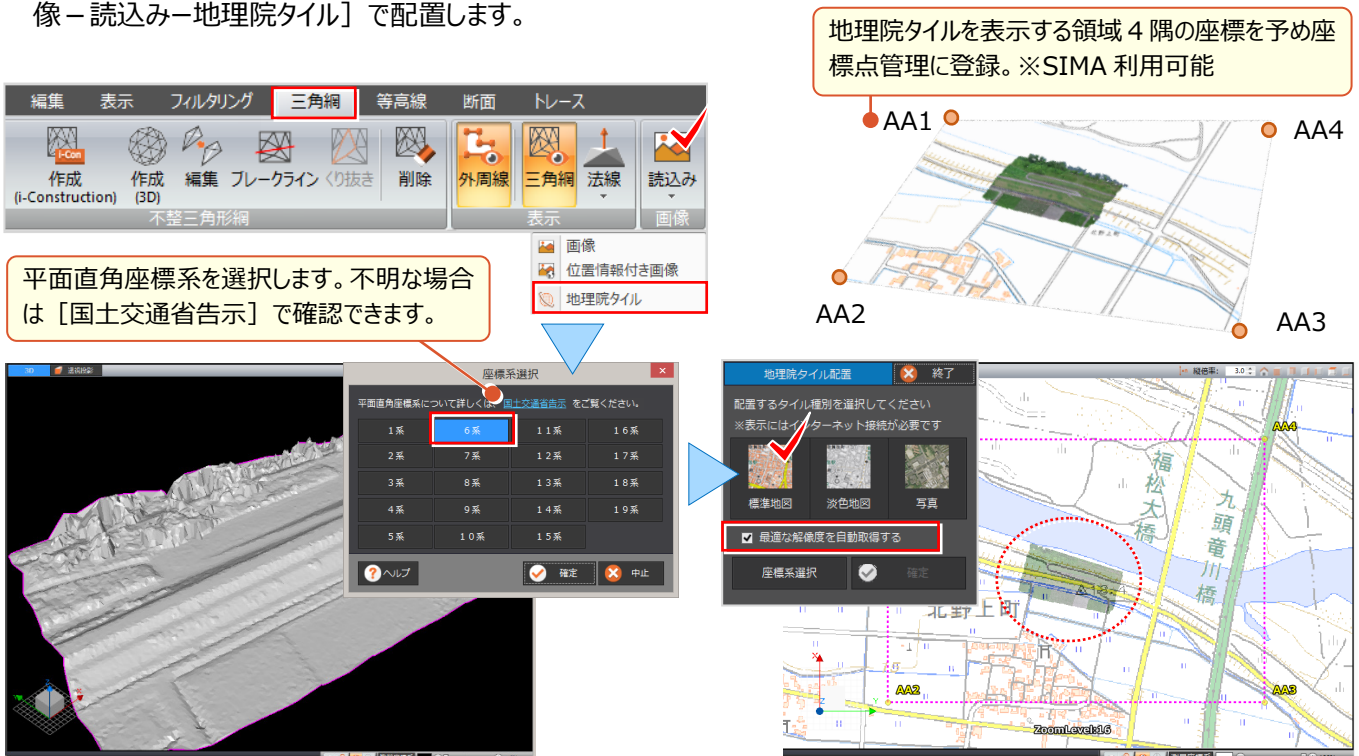 像－読込み－地理院タイル］で配置します。
地理院タイルを表示する領域 4 隅の座標を予め座
標点管理に登録。※SIMA 利用可能
編集 表示 フィルタリング 三角網 等高線 断面 トレース
作成
(i-Construction)
i-Con
作成
(3D)
編集 ブレークライン くり抜き 削除
外周線 三角網 法線
読込み
不整三角形網 表示 画像
画像
位置情報付き画像
地理院タイル
AA1
AA4
AA2
AA3
北野上町
平面直角座標系を選択します。不明な場合
は［国土交通省告示］で確認できます。
3D 透視投影
座標系選択
平面直角座標系について詳しくは、国土交通省告示 をご覧ください。
1系 6系 11系 16系
2系 7系 12系 17系
3系 8系 13系 18系
4系 9系 14系 19系
5系 10系 15系
ヘルプ 確定 中止
地理院タイル配置 終了
配置するタイル種別を選択してください
※表示にはインターネット接続が必要です
標準地図 淡色地図 写真
最適な解像度を自動取得する
座標系選択 確定
縦倍率: 3.0
AA4
福松大橋
九頭竜川橋
北野上町
AA2
AA3
X
Y
Z
ZoomLevel:16